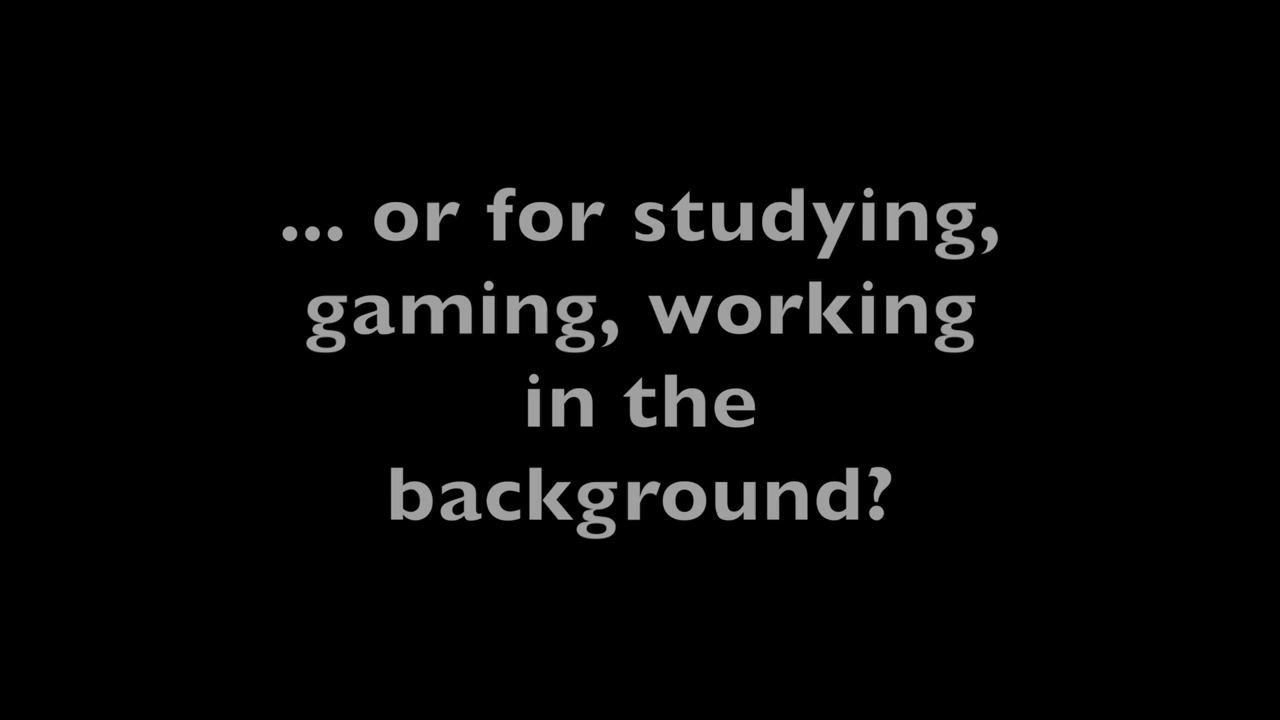 ... or for studying,
gaming, working
in the
background?